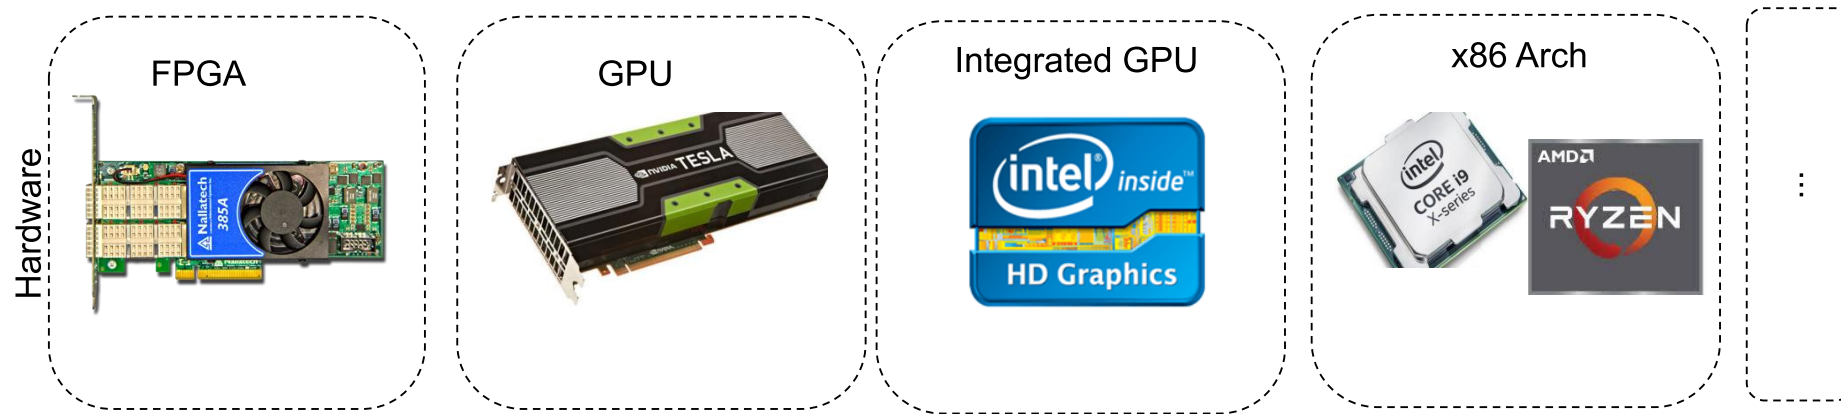 Hardware
FPGA
Nallatech
385A
GPU
NVIDIA TESLA
Integrated GPU
intel® inside™
HD Graphics
x86 Arch
intel
CORE i9
X-series
AMD
RYZEN
...